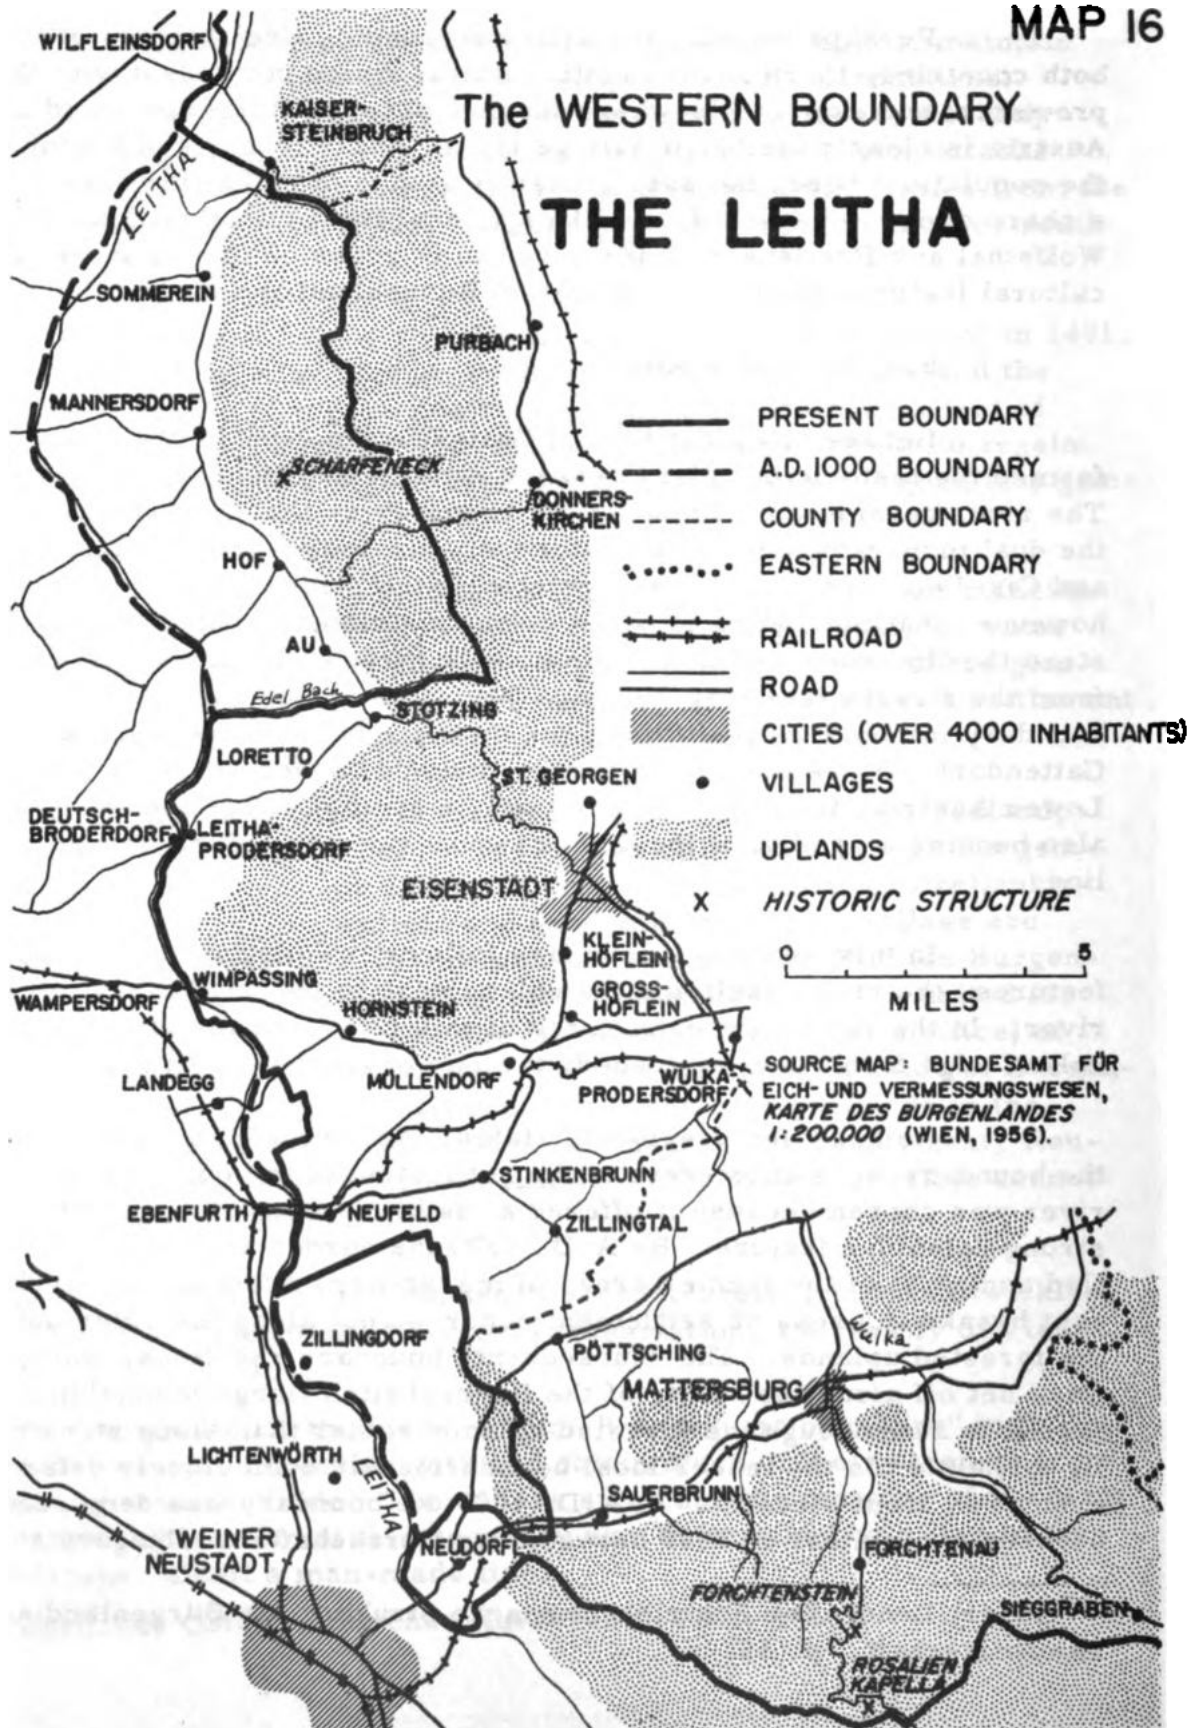 MAP 16
The WESTERN BOUNDARY
THE LEITHA
WILFLEINSDORF
KAISER-
STEINBRUCH
LEITHA
SOMMEREIN
PURBACH
MANNERSDORF
SCHARFENECK
DONNERS-
KIRCHEN
HOF
AU
Edel Bach
STOTZING
LORETTO
ST. GEORGEN
DEUTSCH-
BRODERDORF
LEITHA-
PRODERSDORF
EISENSTADT
KLEIN-
HÖFLEIN
GROSS-
HÖFLEIN
WIMPASSING
WAMPERSDORF
HORNSTEIN
MÜLLENDORF
WULKA-
PRODERSDORF
LANDEGG
STINKENBRUNN
EBENFURTH
NEUFELD
ZILLINGTAL
PRESENT BOUNDARY
A.D. 1000 BOUNDARY
COUNTY BOUNDARY
EASTERN BOUNDARY
RAILROAD
ROAD
CITIES (OVER 4000 INHABITANTS)
VILLAGES
UPLANDS
X HISTORIC STRUCTURE
0 5
MILES
SOURCE MAP: BUNDESAMT FÜR
EICH- UND VERMESSUNGSWESEN,
KARTE DES BURGENLANDES
1:200,000 (WIEN, 1956)
N
ZILLINGDORF
PÖTTSCHING
Wulka
MATTERSBURG
LICHTENWÖRTH
LEITHA
SAUERBRUNN
WEINER
NEUSTADT
NEUDÖRFL
FORCHTENAU
FORCHTENSTEIN
SIEGGRABEN
ROSALIEN
KAPELLA
LEITHA